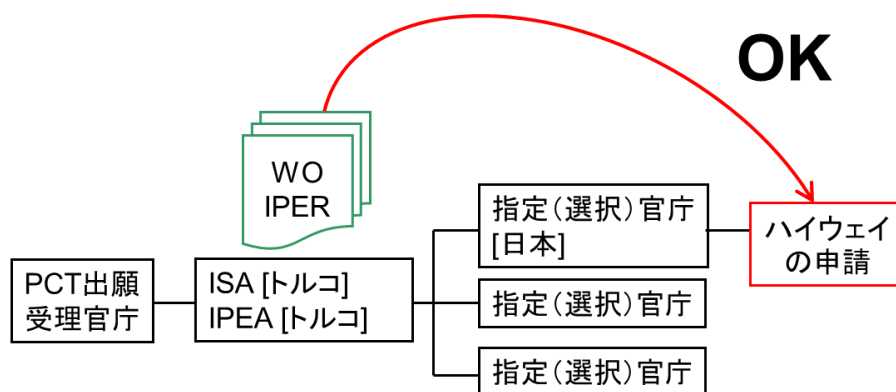 OK
WO
IPER
PCT出願
受理官庁
ISA [トルコ]
IPEA [トルコ]
指定(選択)官庁
[日本]
指定(選択)官庁
指定(選択)官庁
ハイウェイ
の申請